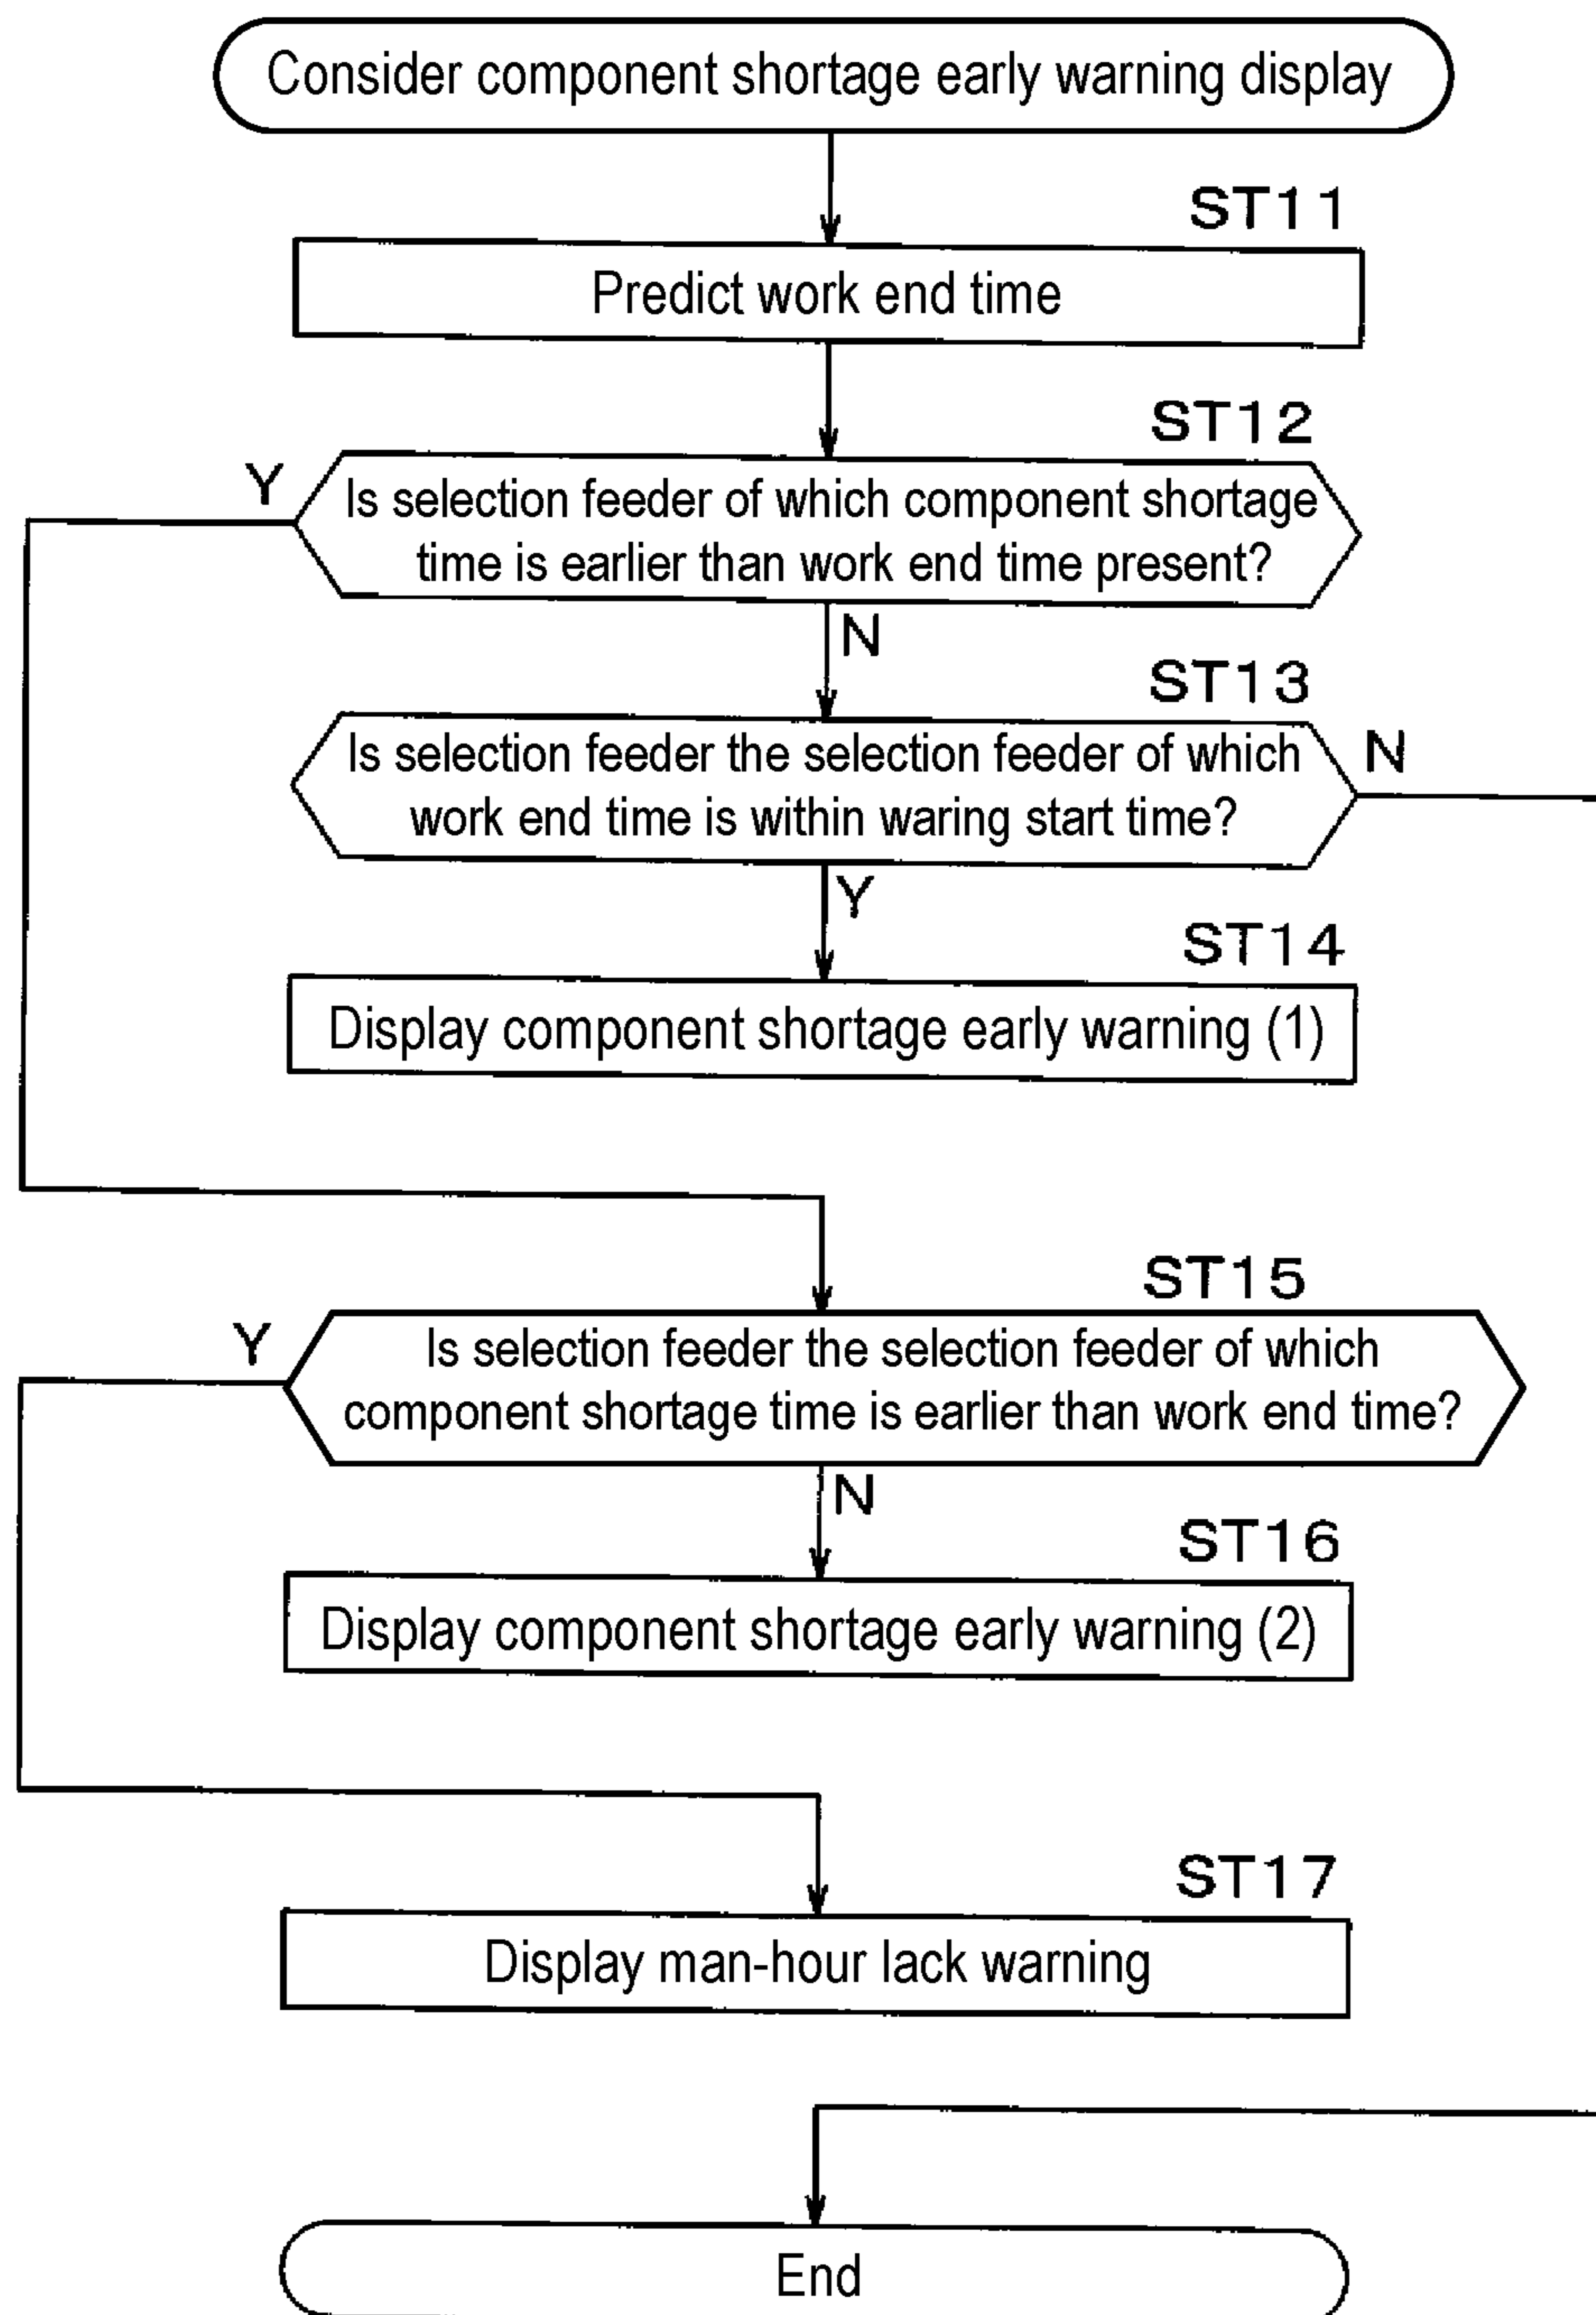 Consider component shortage early warning display
ST11
Predict work end time
ST12
Y
Is selection feeder of which component shortage
time is earlier than work end time present?
N
ST13
Is selection feeder the selection feeder of which
work end time is within waring start time?
N
Y
ST14
Display component shortage early warning (1)
ST15
Y
Is selection feeder the selection feeder of which
component shortage time is earlier than work end time?
N
ST16
Display component shortage early warning (2)
ST17
Display man-hour lack warning
End